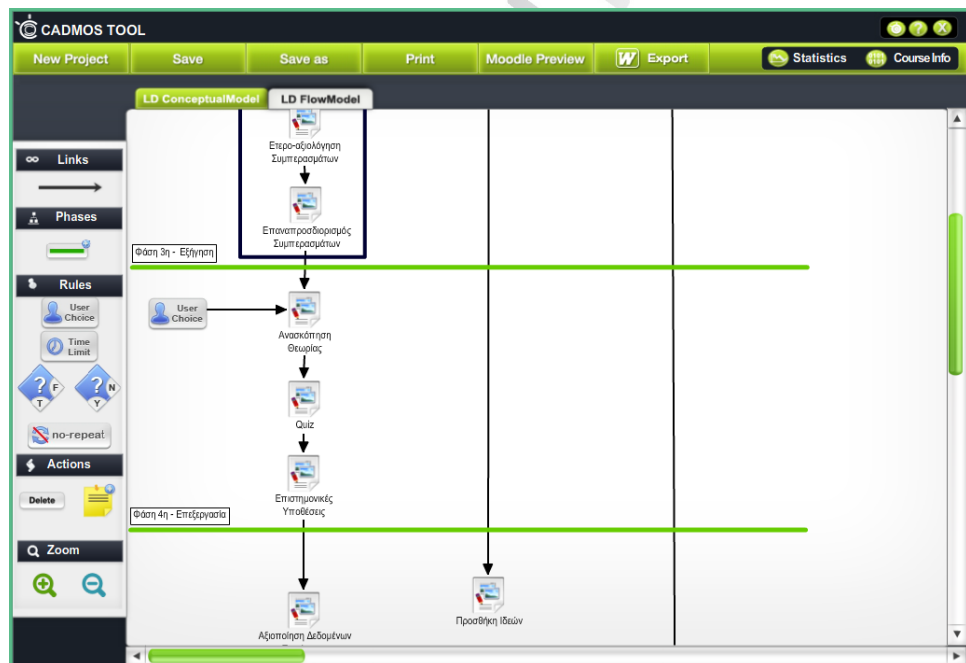 CADMOS TOOL
New Project
Save
Save as
Print
Moodle Preview
W Export
Statistics
Course Info
LD ConceptualModel
LD FlowModel
Links
Phases
Rules
User
Choice
Time
Limit
? F
T
? N
Y
no-repeat
Actions
Delete
Zoom
Ετερο-αξιολόγηση
Συμπερασμάτων
Επαναπροσδιορισμός
Συμπερασμάτων
Φάση 3η - Εξήγηση
User
Choice
Ανασκόπηση
Θεωρίας
Quiz
Επιστημονικές
Υποθέσεις
Φάση 4η - Επεξεργασία
Αξιοποίηση Δεδομένων
Προσθήκη Ιδεών